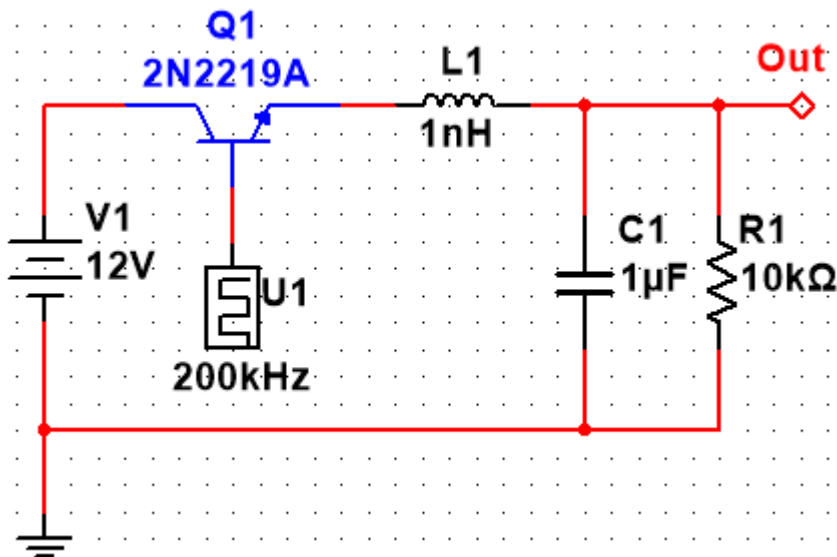 Q1
2N2219A
L1
1nH
Out
V1
12V
U1
200kHz
C1
1µF
R1
10kΩ